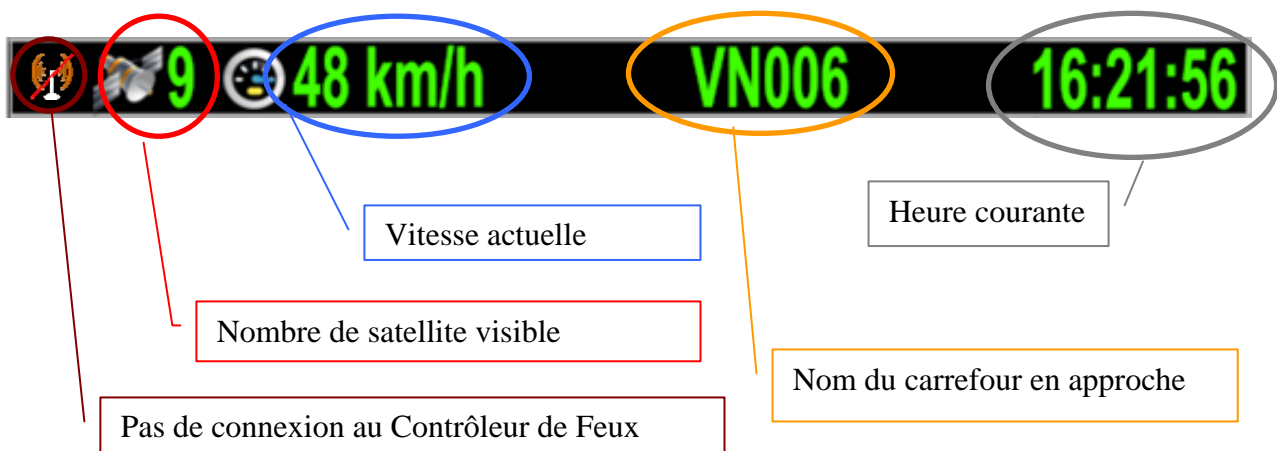 9 48 km/h VN006 16:21:56
Heure courante
Vitesse actuelle
Nombre de satellite visible
Nom du carrefour en approche
Pas de connexion au Contrôleur de Feux